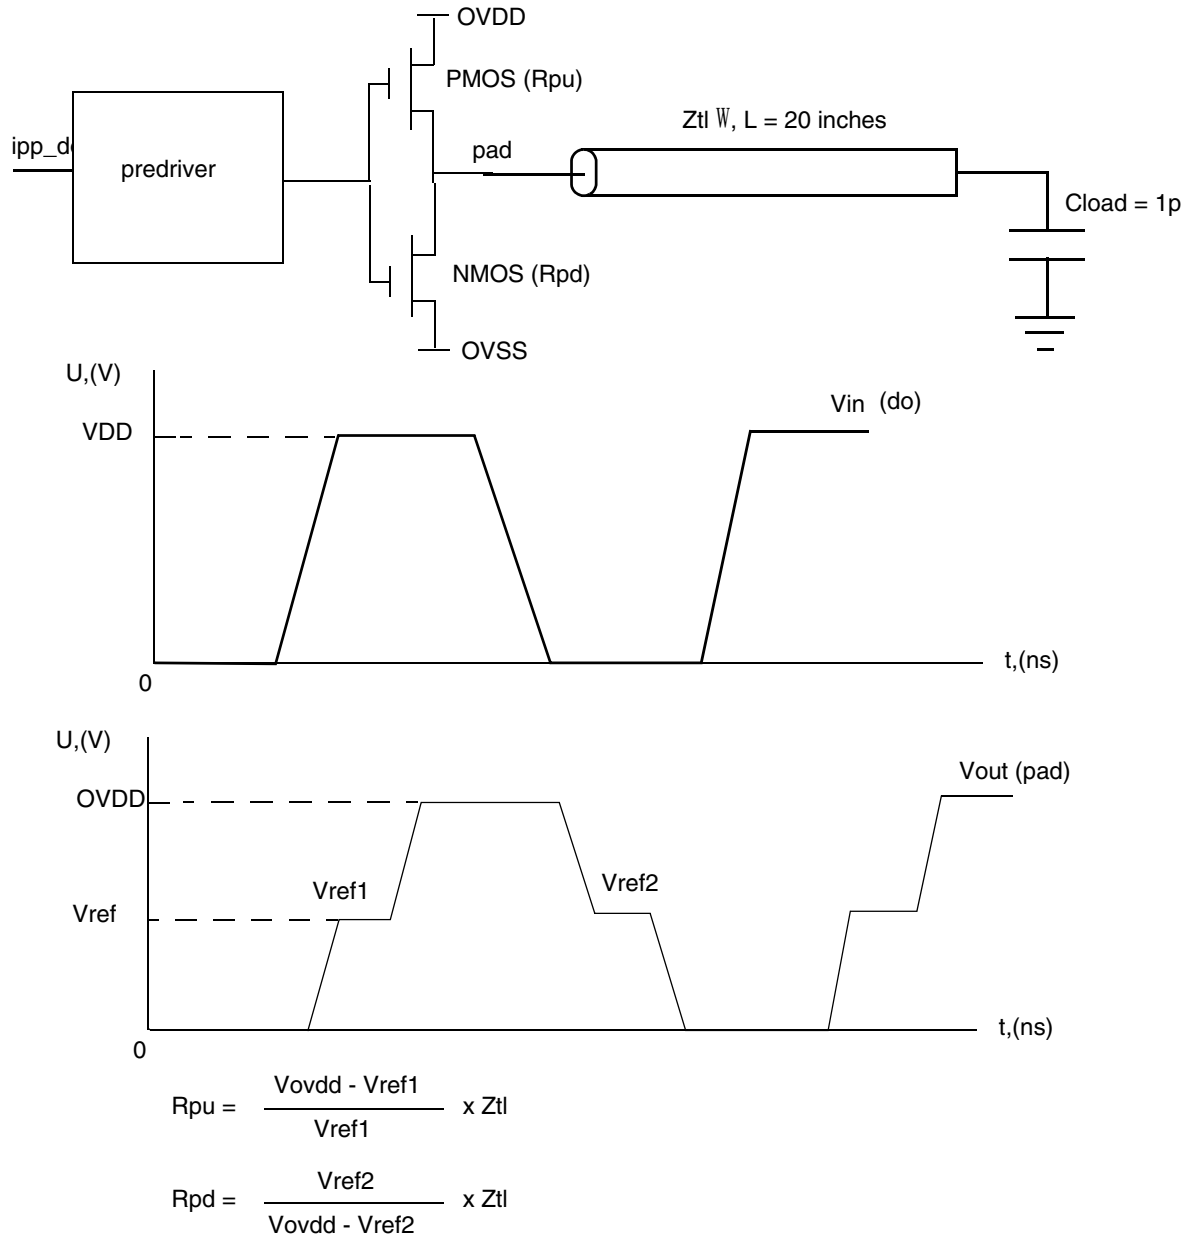 OVDD
PMOS (Rpu)
ipp_do
predriver
pad
Ztl W, L = 20 inches
Cload = 1p
NMOS (Rpd)
OVSS
U,(V)
VDD
Vin (do)
t,(ns)
0
U,(V)
OVDD
Vout (pad)
Vref1
Vref2
Vref
t,(ns)
0
Rpu = Vovdd - Vref1 x Ztl
Vref1
Rpd = Vref2 x Ztl
Vovdd - Vref2